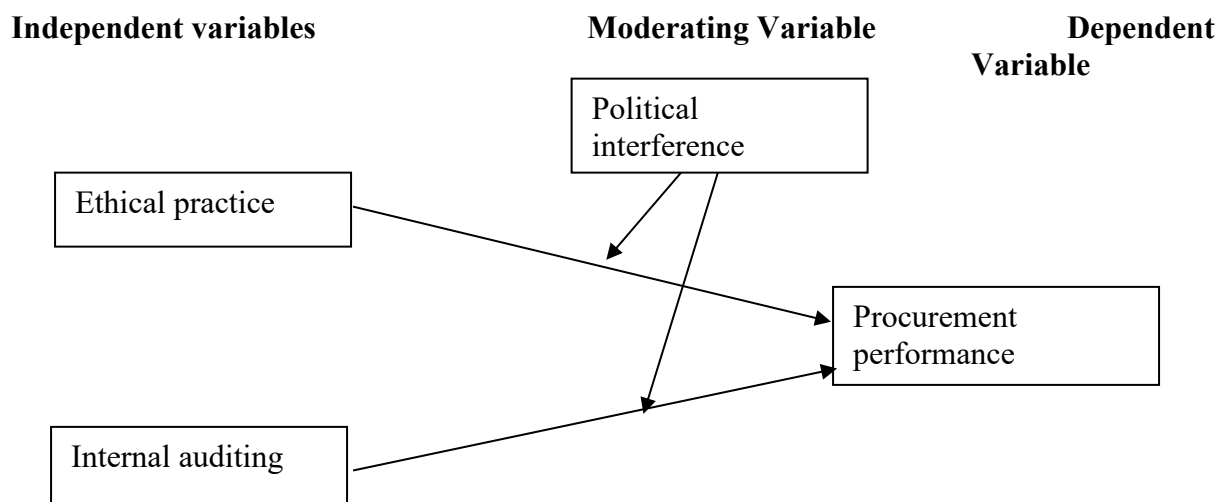 Independent variables Moderating Variable Dependent
Variable
Political
interference
Ethical practice
Procurement
performance
Internal auditing